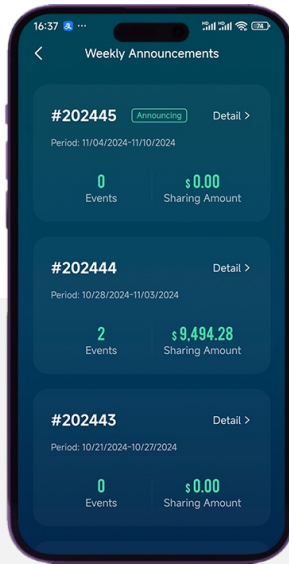 16:37
Weekly Announcements
#202445 Announcing Detail >
Period: 11/04/2024-11/10/2024
0 $0.00
Events Sharing Amount
#202444 Detail >
Period: 10/28/2024-11/03/2024
2 $9,494.28
Events Sharing Amount
#202443 Detail >
Period: 10/21/2024-10/27/2024
0 $0.00
Events Sharing Amount